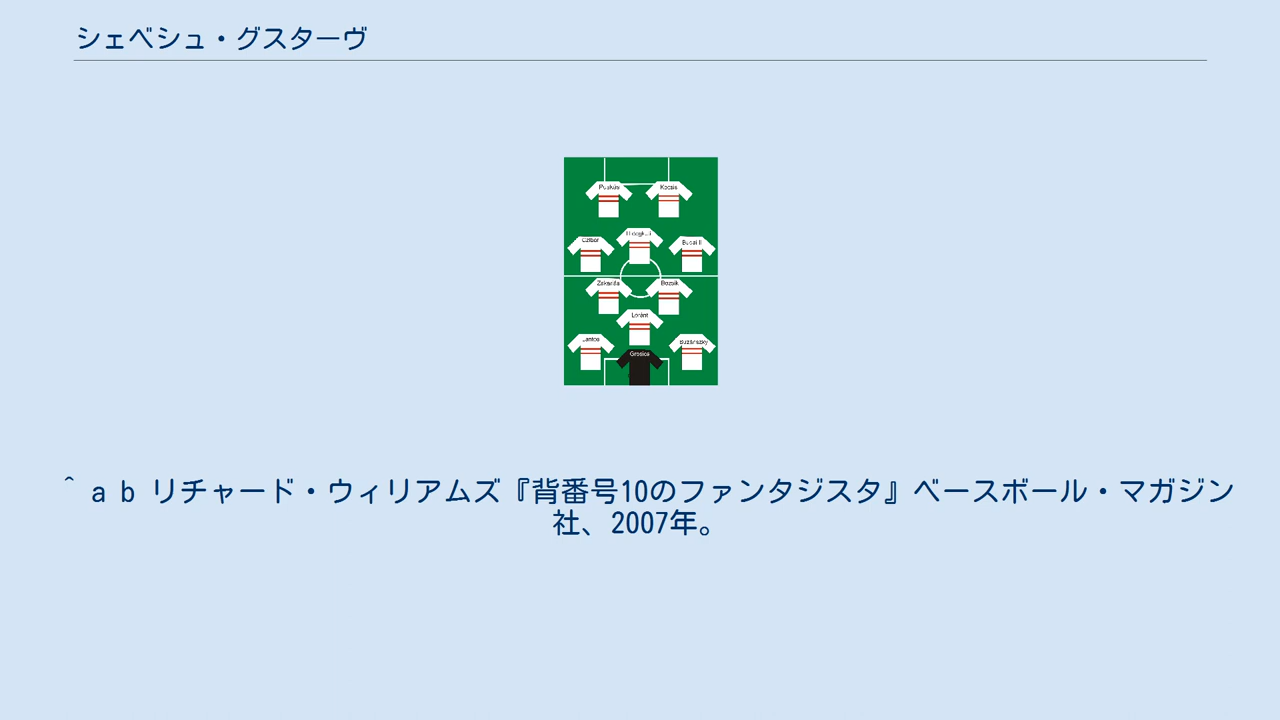 シェベシュ・グスターヴ
Puskás Kocsis
Czibor Hidegkuti Budai II
Zakariás Bozsik
Lóránt
Lantos Buzánszky
Grosics
^ a b リチャード・ウィリアムズ『背番号10のファンタジスタ』ベースボール・マガジン
社、2007年。